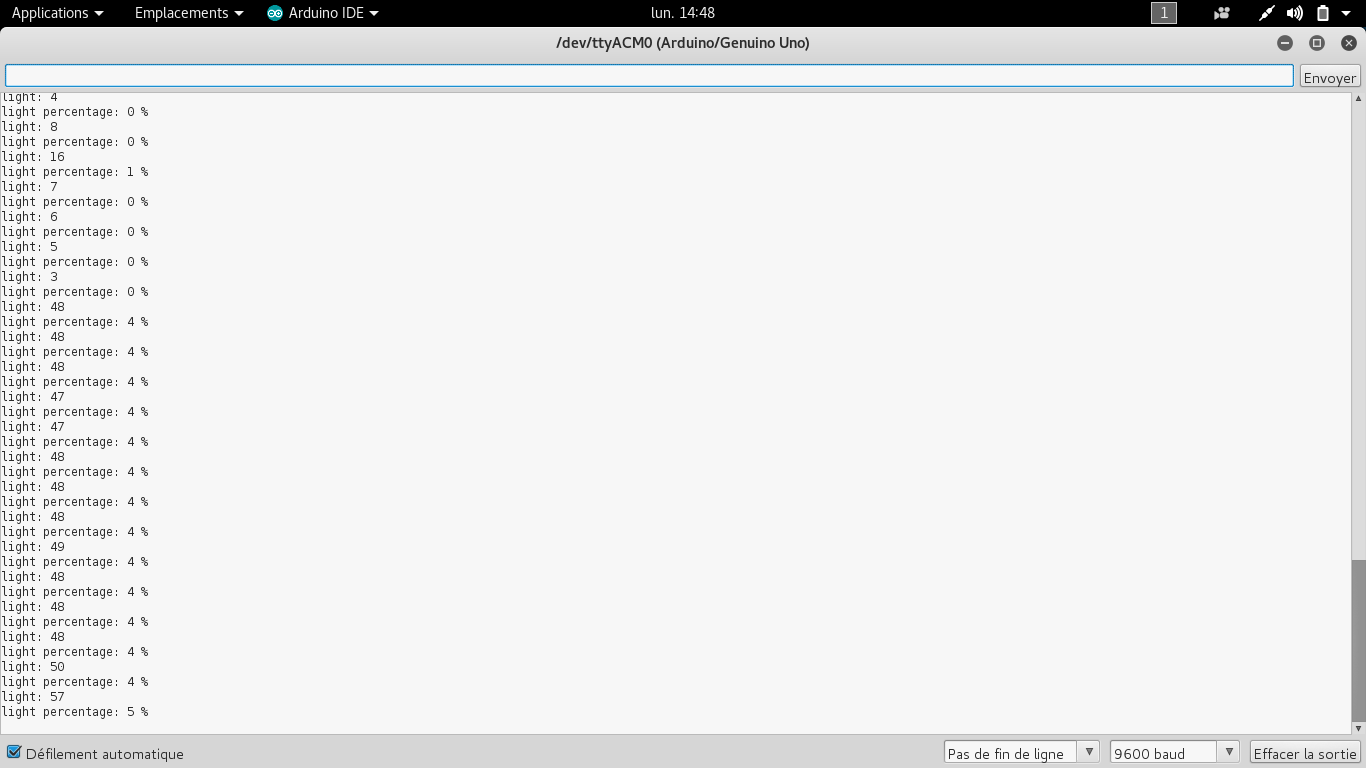 Applications Emplacements Arduino IDE lun. 14:48 1
/dev/ttyACM0 (Arduino/Genuino Uno)
Envoyer
light: 4
light percentage: 0 %
light: 8
light percentage: 0 %
light: 16
light percentage: 1 %
light: 7
light percentage: 0 %
light: 6
light percentage: 0 %
light: 5
light percentage: 0 %
light: 3
light percentage: 0 %
light: 48
light percentage: 4 %
light: 48
light percentage: 4 %
light: 48
light percentage: 4 %
light: 47
light percentage: 4 %
light: 47
light percentage: 4 %
light: 48
light percentage: 4 %
light: 48
light percentage: 4 %
light: 48
light percentage: 4 %
light: 49
light percentage: 4 %
light: 48
light percentage: 4 %
light: 48
light percentage: 4 %
light: 48
light percentage: 4 %
light: 50
light percentage: 4 %
light: 57
light percentage: 5 %
Défilement automatique Pas de fin de ligne 9600 baud Effacer la sortie